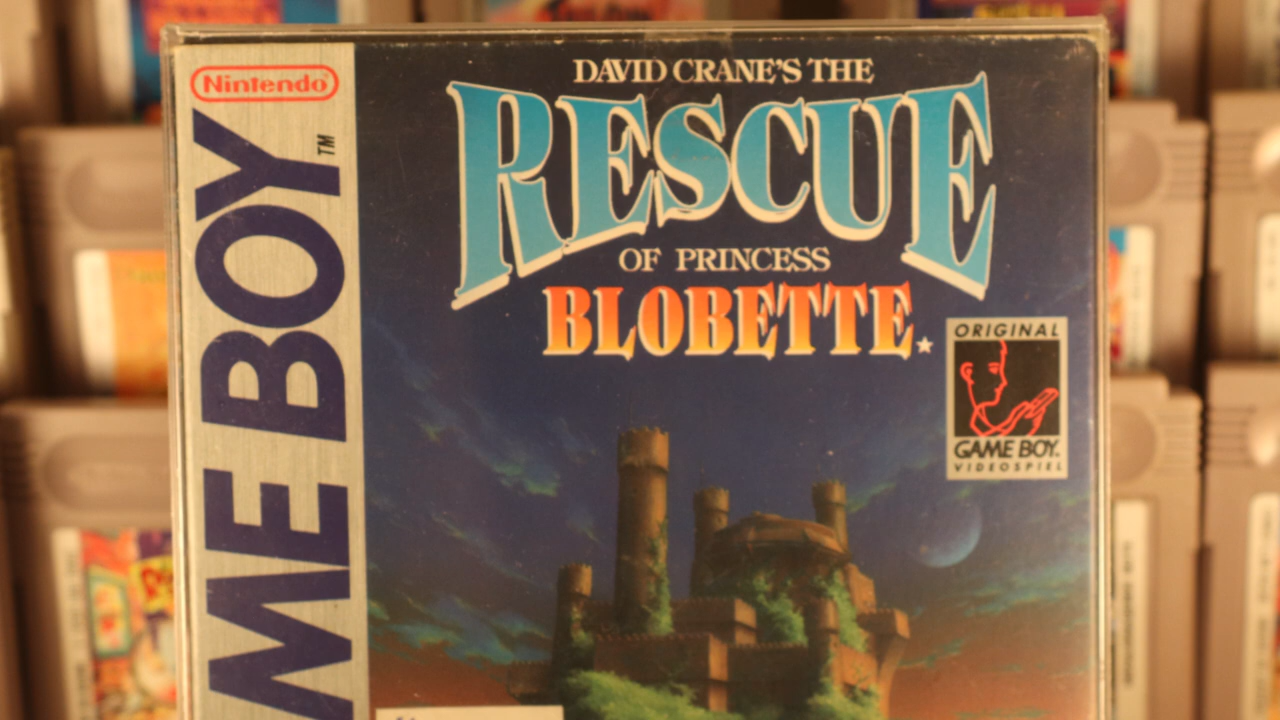 Nintendo
GAME BOY™
DAVID CRANE'S THE
RESCUE
OF PRINCESS
BLOBETTE
ORIGINAL
GAME BOY
VIDEOSPIEL